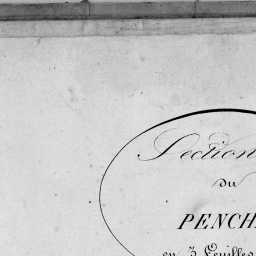 Section
du
PENCH
en 3 Feuilles